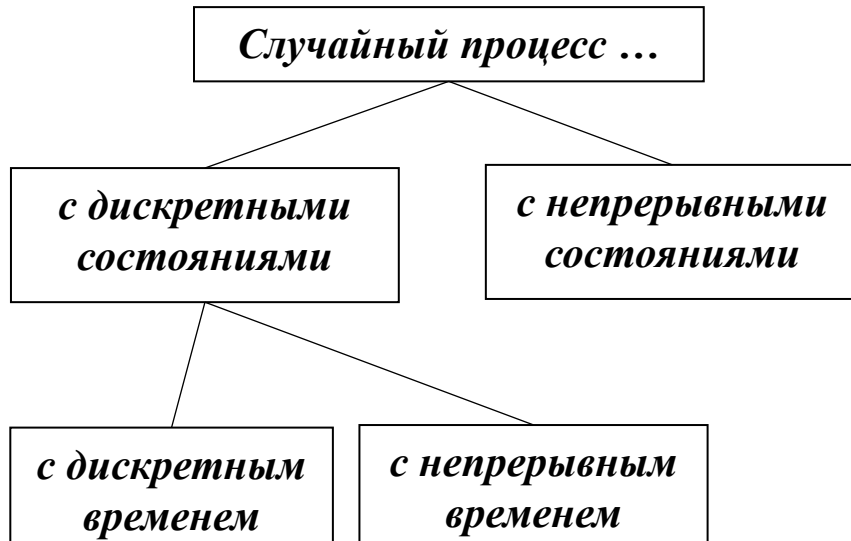 Случайный процесс …
с дискретными
состояниями
с непрерывными
состояниями
с дискретным
временем
с непрерывным
временем